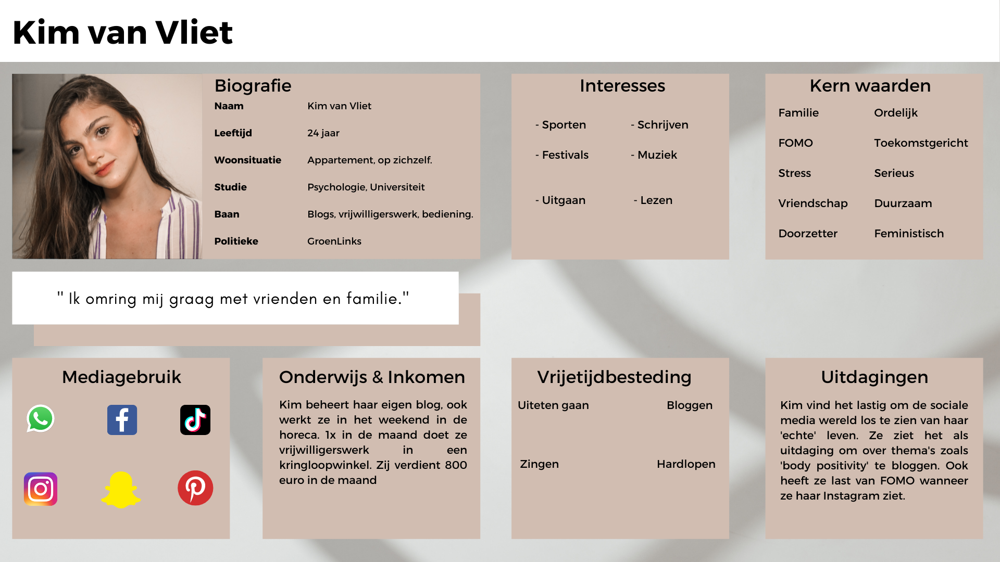 Kim van Vliet
Biografie
Naam Kim van Vliet
Leeftijd 24 jaar
Woonsituatie Appartement, op zichzelf.
Studie Psychologie, Universiteit
Baan Blogs, vrijwilligerswerk, bediening.
Politieke GroenLinks
Interesses
- Sporten - Schrijven
- Festivals - Muziek
- Uitgaan - Lezen
Kern waarden
Familie Ordelijk
FOMO Toekomstgericht
Stress Serieus
Vriendschap Duurzaam
Doorzetter Feministisch
" Ik omring mij graag met vrienden en familie."
Mediagebruik
Onderwijs & Inkomen
Kim beheert haar eigen blog, ook
werkt ze in het weekend in de
horeca. 1x in de maand doet ze
vrijwilligerswerk in een
kringloopwinkel. Zij verdient 800
euro in de maand
Vrijetijdbesteding
Uiteten gaan Bloggen
Zingen Hardlopen
Uitdagingen
Kim vind het lastig om de sociale
media wereld los te zien van haar
'echte' leven. Ze ziet het als
uitdaging om over thema's zoals
'body positivity' te bloggen. Ook
heeft ze last van FOMO wanneer
ze haar Instagram ziet.